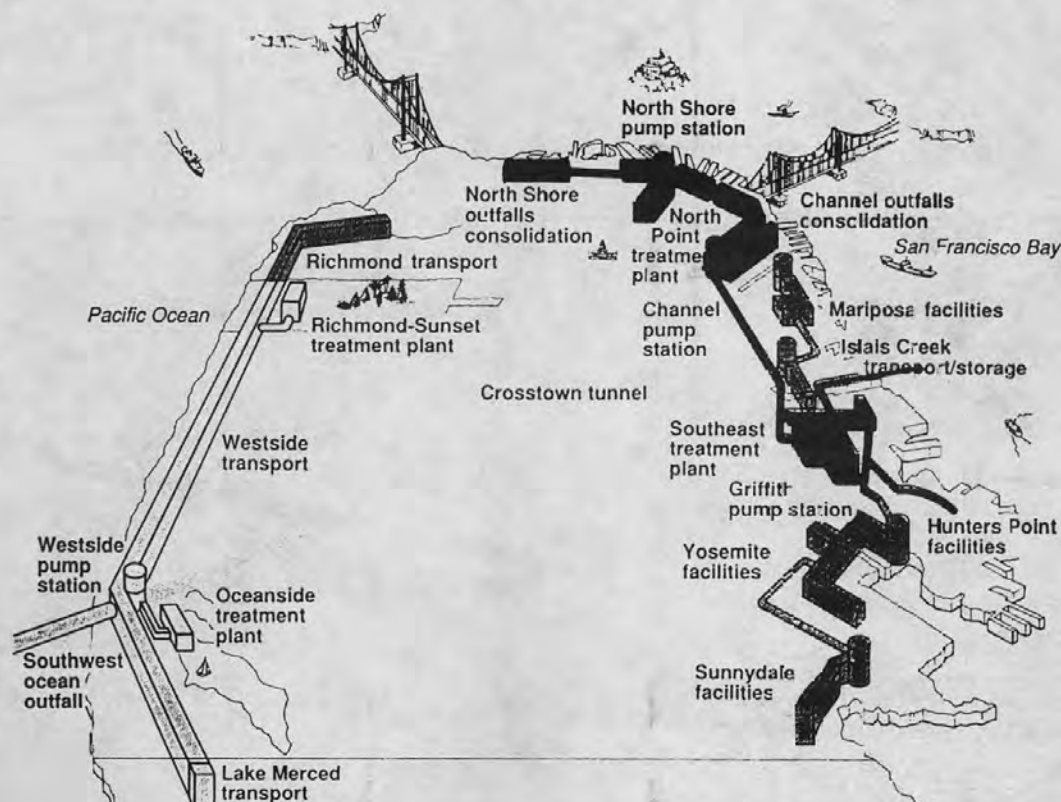 North Shore
pump station
North Shore
outfalls
consolidation
North
Point
treatment
plant
Channel outfalls
consclidation
San Francisco Bay
Richmond transport
Pacific Ocean
Richmond-Sunset
treatment plant
Channel
pump
station
Mariposa facilities
Islais Creek
transport/storage
Crosstown tunnel
Westside
transport
Southeast
treatment
plant
Griffith
pump station
Hunters Point
facilities
Yosemite
facilities
Westside
pump
station
Oceanside
treatment
plant
Southwest
ocean
outfall
Sunnydale
facilities
Lake Merced
transport